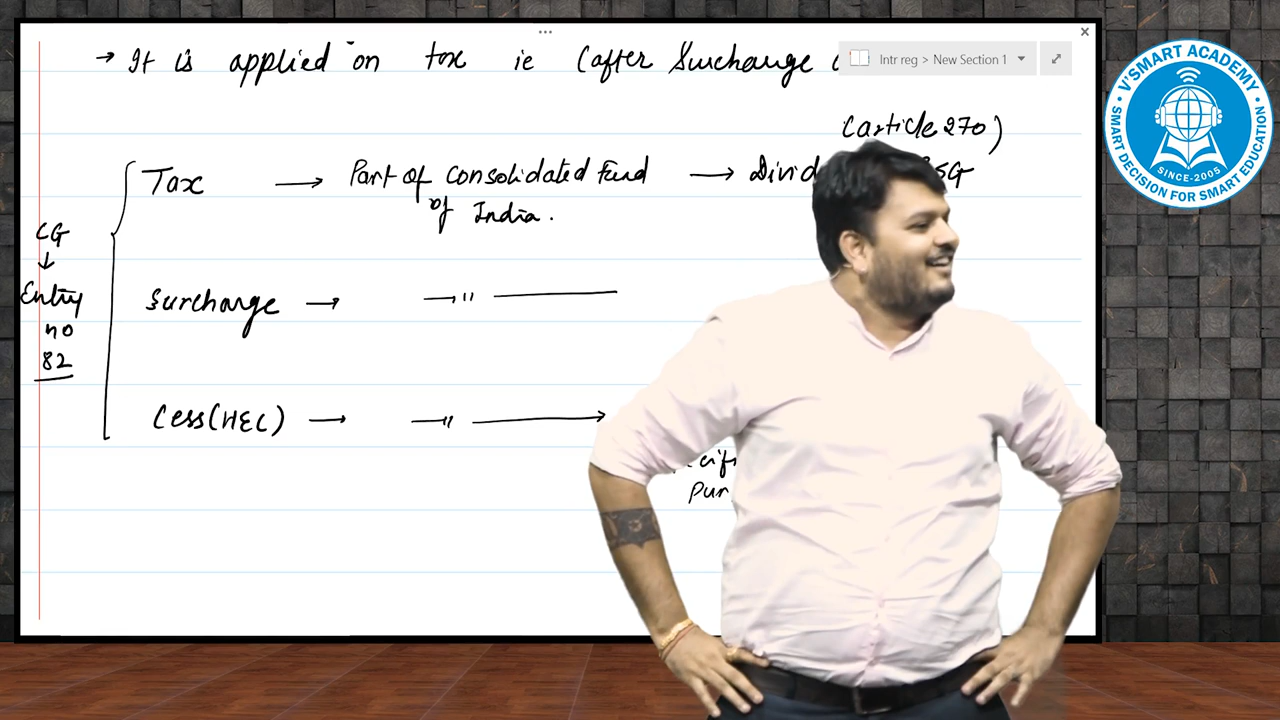 → It is applied on tax ie (after Surcharge
Intr reg > New Section 1
(article 270)
Tax → Part of consolidated Fund → Divid SG
of India.
CG
↓
Entry
no
82
Surcharge → —"—
Cess(HEC) → —"—→
Pur
V'SMART ACADEMY
SINCE-2005
SMART DECISION FOR SMART EDUCATION